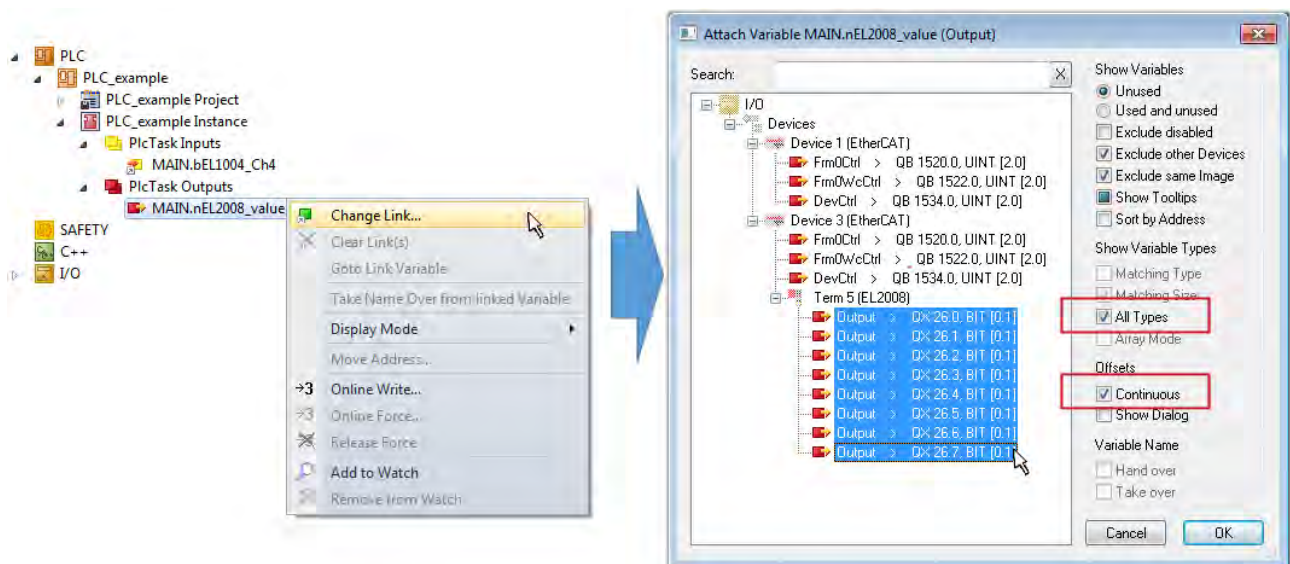 PLC
PLC_example
PLC_example Project
PLC_example Instance
PlcTask Inputs
MAIN.bEL1004_Ch4
PlcTask Outputs
MAIN.nEL2008_value
SAFETY
C++
I/O
Change Link...
Clear Link(s)
Goto Link Variable
Take Name Over from linked Variable
Display Mode
Move Address..
→3 Online Write...
→3 Online Force...
Release Force
Add to Watch
Remove from Watch
Attach Variable MAIN.nEL2008_value (Output)
Search:
I/O
Devices
Device 1 (EtherCAT)
Frm0Ctrl > QB 1520.0, UINT [2.0]
Frm0WcCtrl > QB 1522.0, UINT [2.0]
DevCtrl > QB 1534.0, UINT [2.0]
Device 3 (EtherCAT)
Frm0Ctrl > QB 1520.0, UINT [2.0]
Frm0WcCtrl > QB 1522.0, UINT [2.0]
DevCtrl > QB 1534.0, UINT [2.0]
Term 5 (EL2008)
Output > QX 26.0, BIT [0.1]
Output > QX 26.1, BIT [0.1]
Output > QX 26.2, BIT [0.1]
Output > QX 26.3, BIT [0.1]
Output > QX 26.4, BIT [0.1]
Output > QX 26.5, BIT [0.1]
Output > QX 26.6, BIT [0.1]
Output > QX 26.7, BIT [0.1]
Show Variables
Unused
Used and unused
Exclude disabled
Exclude other Devices
Exclude same Image
Show Tooltips
Sort by Address
Show Variable Types
Matching Type
Matching Size
All Types
Array Mode
Offsets
Continuous
Show Dialog
Variable Name
Hand over
Take over
Cancel
OK